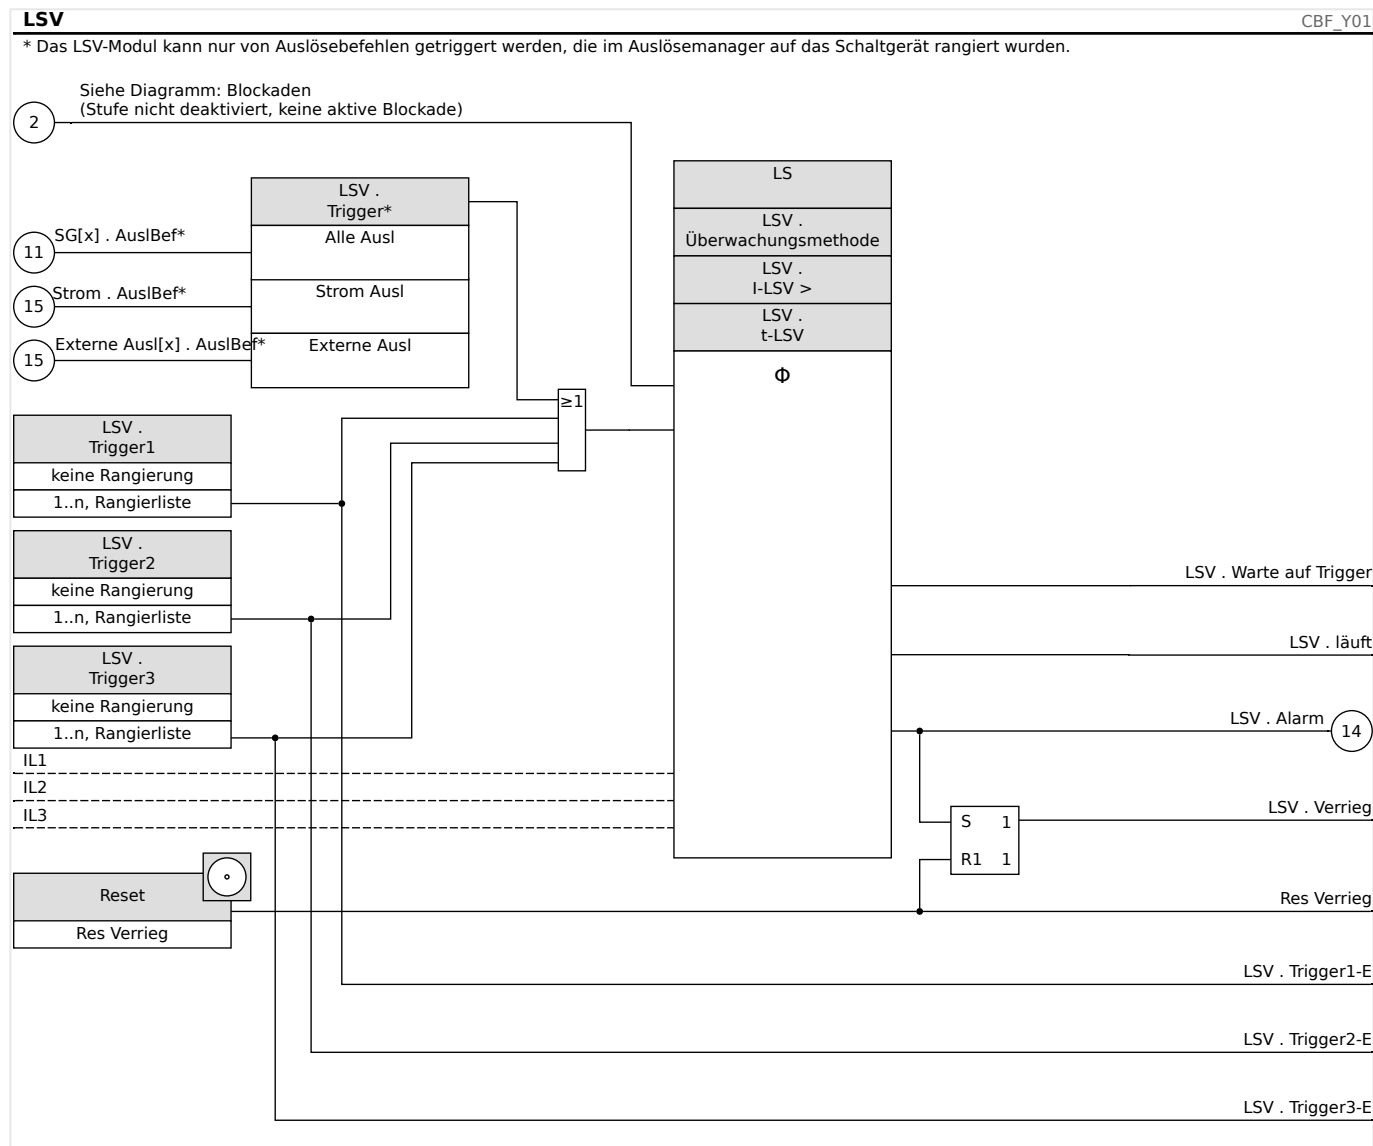 LSV
CBF_Y01
* Das LSV-Modul kann nur von Auslösebefehlen getriggert werden, die im Auslösemanager auf das Schaltgerät rangiert wurden.
Siehe Diagramm: Blockaden
(Stufe nicht deaktiviert, keine aktive Blockade)
2
LSV .
Trigger*
Alle Ausl
Strom Ausl
Externe Ausl
SG[x] . AuslBef*
11
Strom . AuslBef*
15
Externe Ausl[x] . AuslBef*
15
LS
LSV .
Überwachungsmethode
LSV .
I-LSV >
LSV .
t-LSV
Φ
≥1
LSV .
Trigger1
keine Rangierung
1..n, Rangierliste
LSV .
Trigger2
keine Rangierung
1..n, Rangierliste
LSV .
Trigger3
keine Rangierung
1..n, Rangierliste
IL1
IL2
IL3
LSV . Warte auf Trigger
LSV . läuft
LSV . Alarm
14
S 1
R1 1
LSV . Verrieg
Reset
Res Verrieg
Res Verrieg
LSV . Trigger1-E
LSV . Trigger2-E
LSV . Trigger3-E